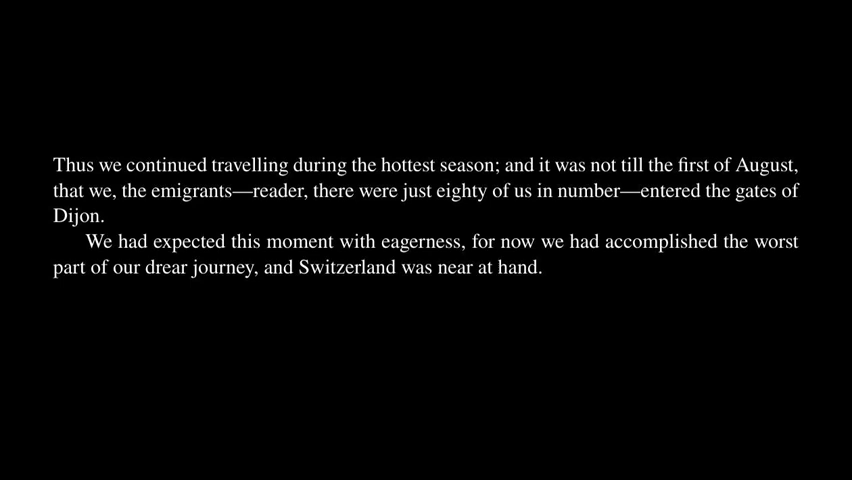 Thus we continued travelling during the hottest season; and it was not till the first of August,
that we, the emigrants—reader, there were just eighty of us in number—entered the gates of
Dijon.
We had expected this moment with eagerness, for now we had accomplished the worst
part of our drear journey, and Switzerland was near at hand.